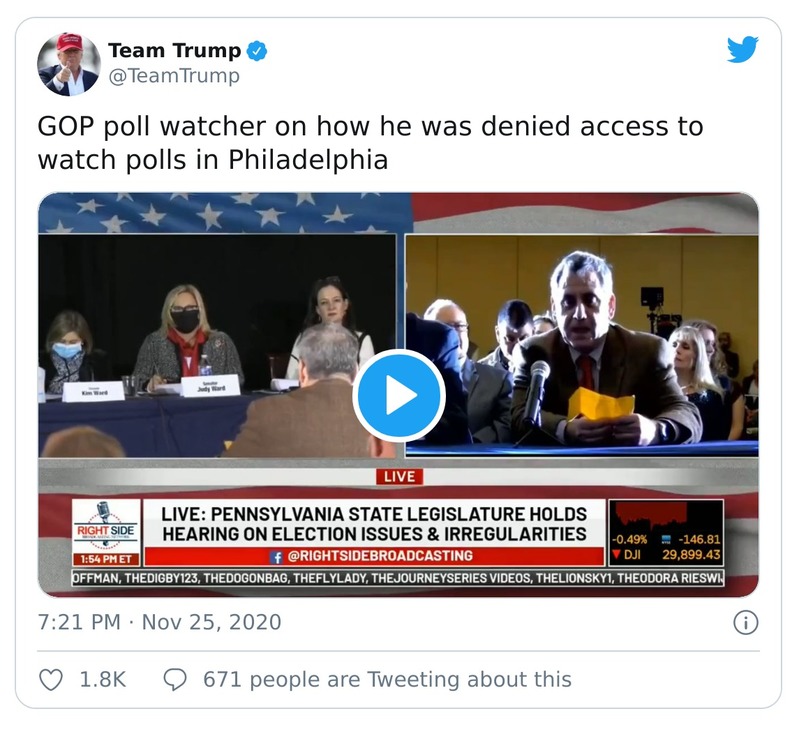 Team Trump
@TeamTrump
GOP poll watcher on how he was denied access to
watch polls in Philadelphia
Kim Ward
Senator
Judy Ward
LIVE
RIGHT SIDE
1:54 PM ET
LIVE: PENNSYLVANIA STATE LEGISLATURE HOLDS
HEARING ON ELECTION ISSUES & IRREGULARITIES
@RIGHTSIDEBROADCASTING
-0.49% -146.81
DJI 29,899.43
OFFMAN, THEDIGBY123, THEDOGONBAG, THEFLYLADY, THEJOURNEYSERIES VIDEOS, THELIONSKY1, THEODORA RIESWI
7:21 PM · Nov 25, 2020
1.8K
671 people are Tweeting about this